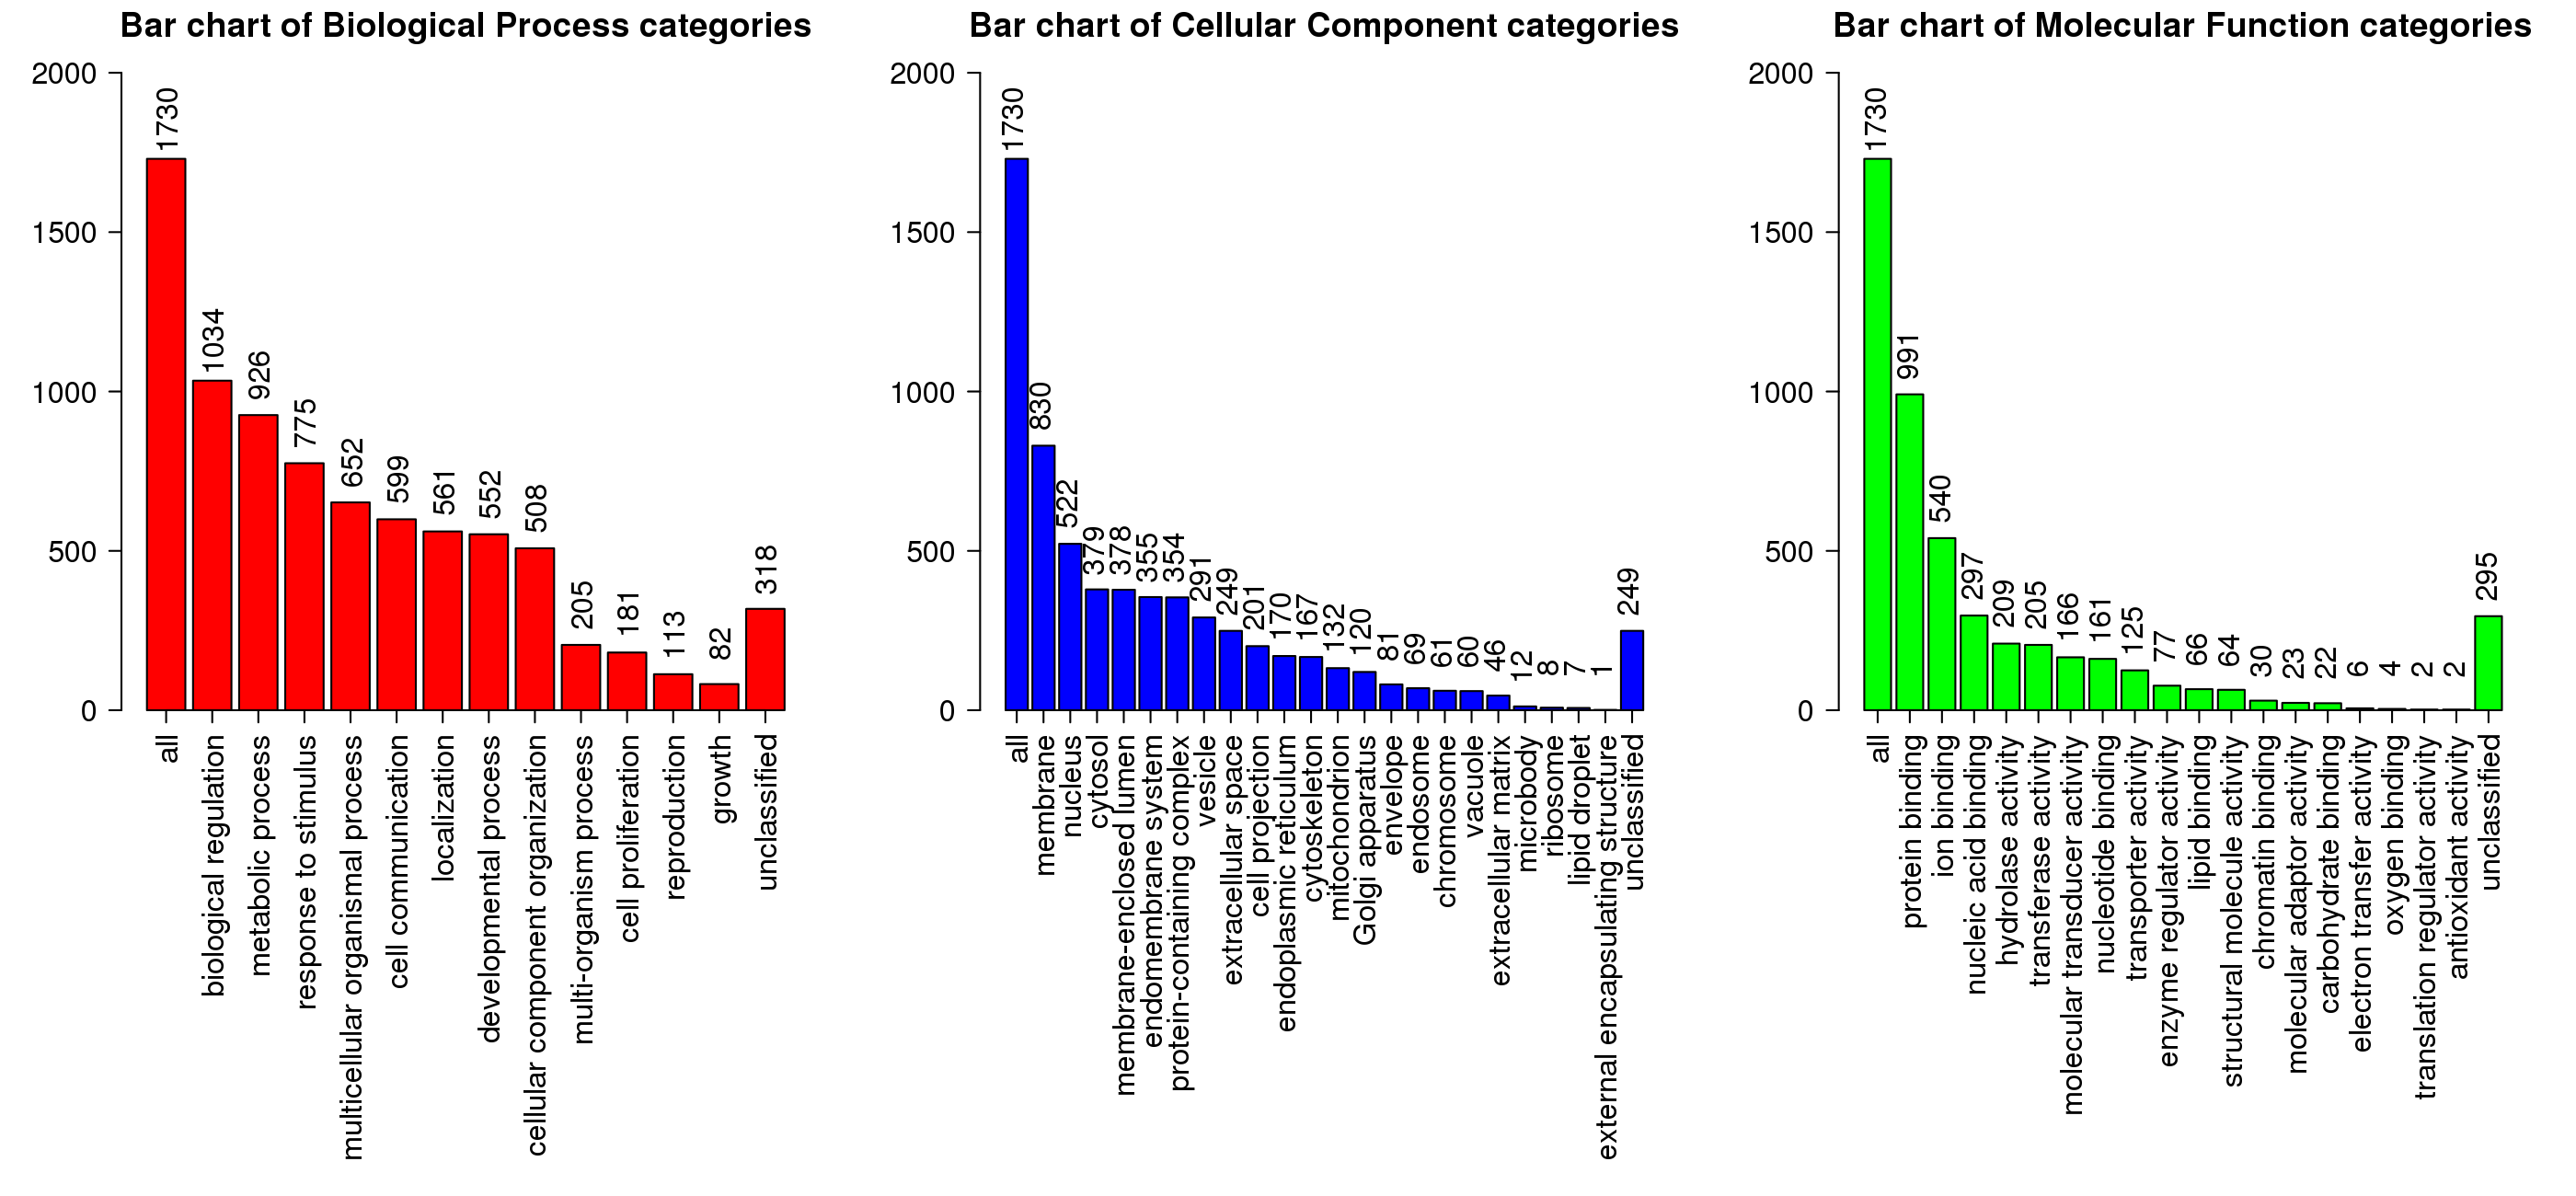 Bar chart of Biological Process categories
2000
1500
1000
500
0
1730
1034
926
775
652
599
561
552
508
205
181
113
82
318
all
biological regulation
metabolic process
response to stimulus
multicellular organismal process
cell communication
localization
developmental process
cellular component organization
multi-organism process
cell proliferation
reproduction
growth
unclassified
Bar chart of Cellular Component categories
2000
1500
1000
500
0
1730
830
522
379
378
355
354
291
249
201
170
167
132
120
81
69
61
60
46
12
8
7
1
249
all
membrane
nucleus
cytosol
membrane-enclosed lumen
endomembrane system
protein-containing complex
vesicle
extracellular space
cell projection
endoplasmic reticulum
cytoskeleton
mitochondrion
Golgi apparatus
envelope
endosome
chromosome
vacuole
extracellular matrix
microbody
ribosome
lipid droplet
external encapsulating structure
unclassified
Bar chart of Molecular Function categories
2000
1500
1000
500
0
1730
991
540
297
209
205
166
161
125
77
66
64
30
23
22
6
4
2
2
295
all
protein binding
ion binding
nucleic acid binding
hydrolase activity
transferase activity
molecular transducer activity
nucleotide binding
transporter activity
enzyme regulator activity
lipid binding
structural molecule activity
chromatin binding
molecular adaptor activity
carbohydrate binding
electron transfer activity
oxygen binding
translation regulator activity
antioxidant activity
unclassified